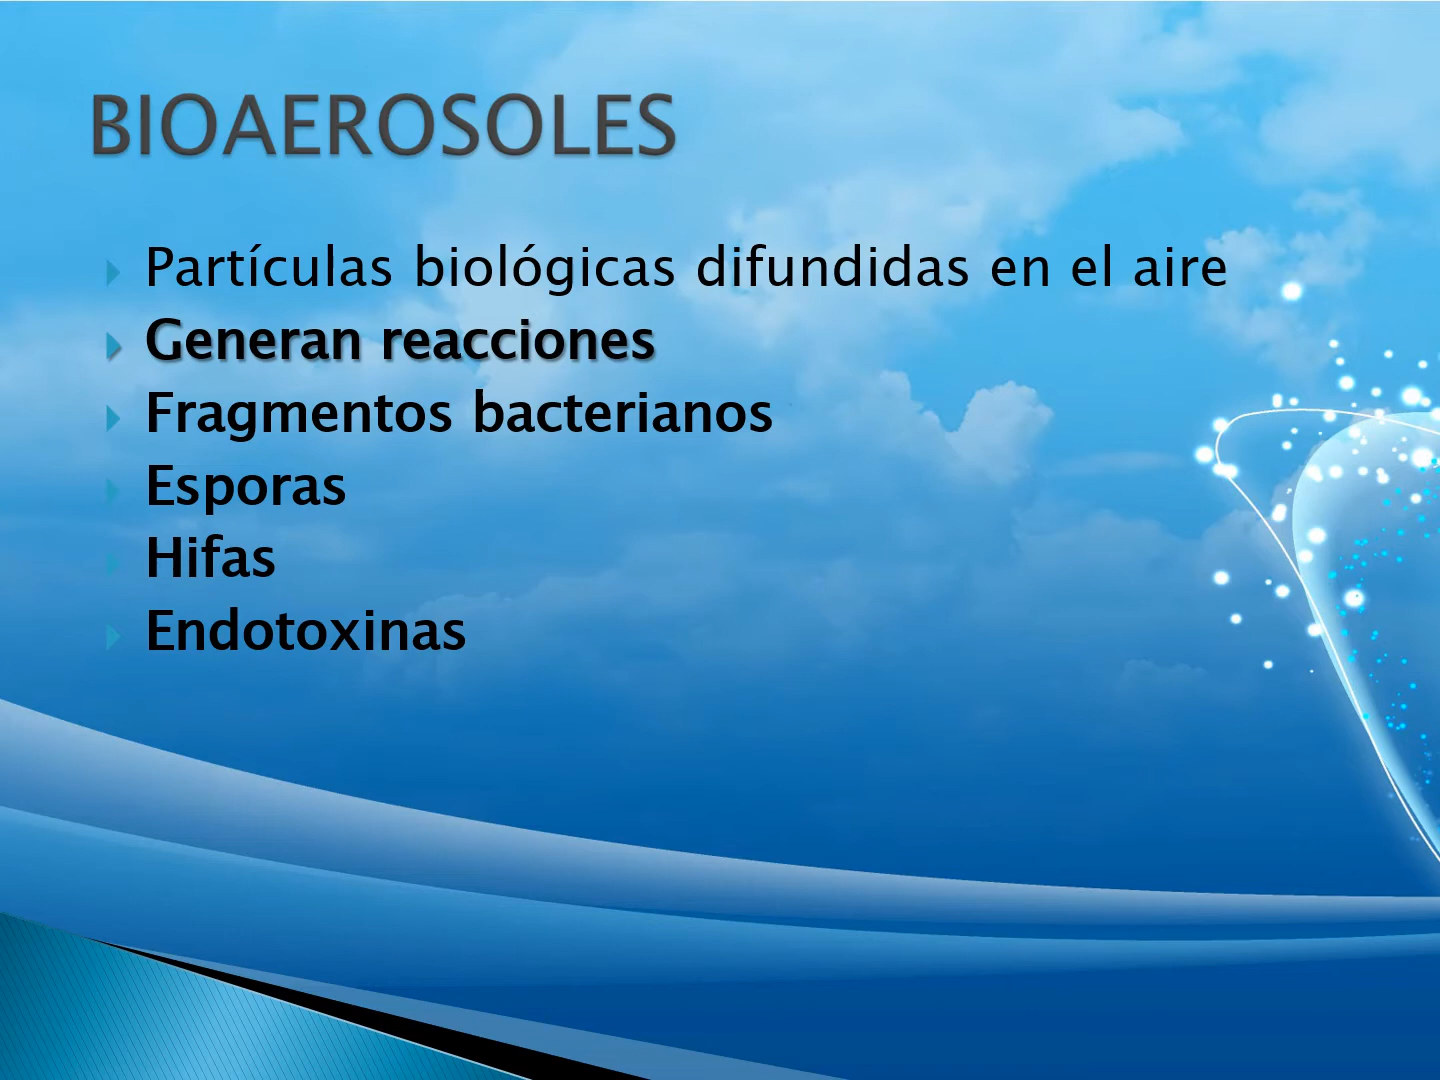 BIOAEROSOLES
Partículas biológicas difundidas en el aire
Generan reacciones
Fragmentos bacterianos
Esporas
Hifas
Endotoxinas